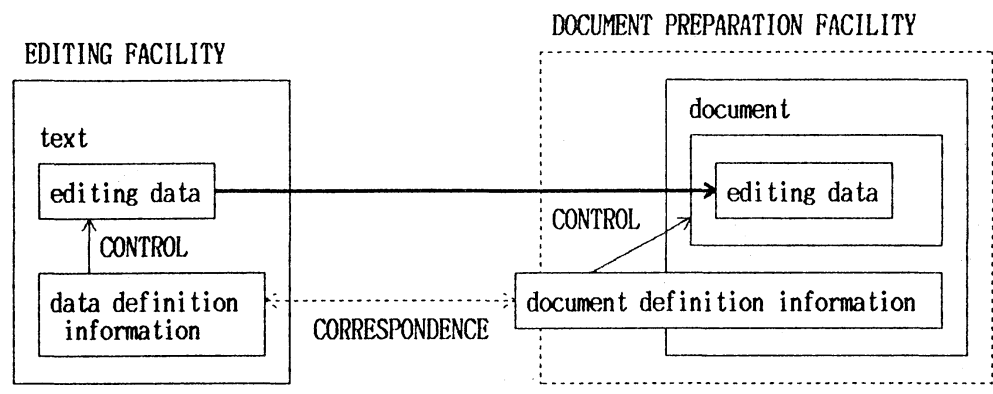 DOCUMENT PREPARATION FACILITY
EDITING FACILITY
document
text
editing data
editing data
CONTROL
CONTROL
data definition
information
document definition information
CORRESPONDENCE